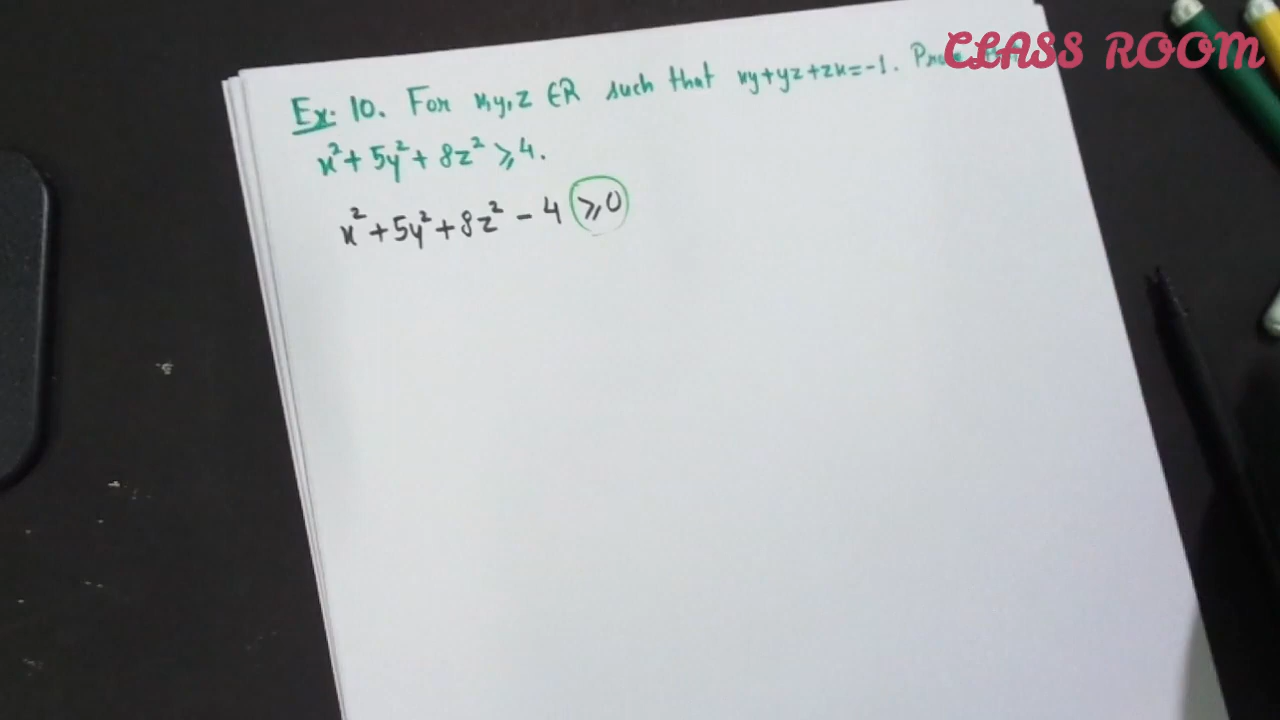 CLASS ROOM
Ex: 10. For x,y,z ∈R such that xy+yz+zx=-1.
x²+ 5y²+ 8z² ≥4.
x²+5y²+8z² - 4 ≥0